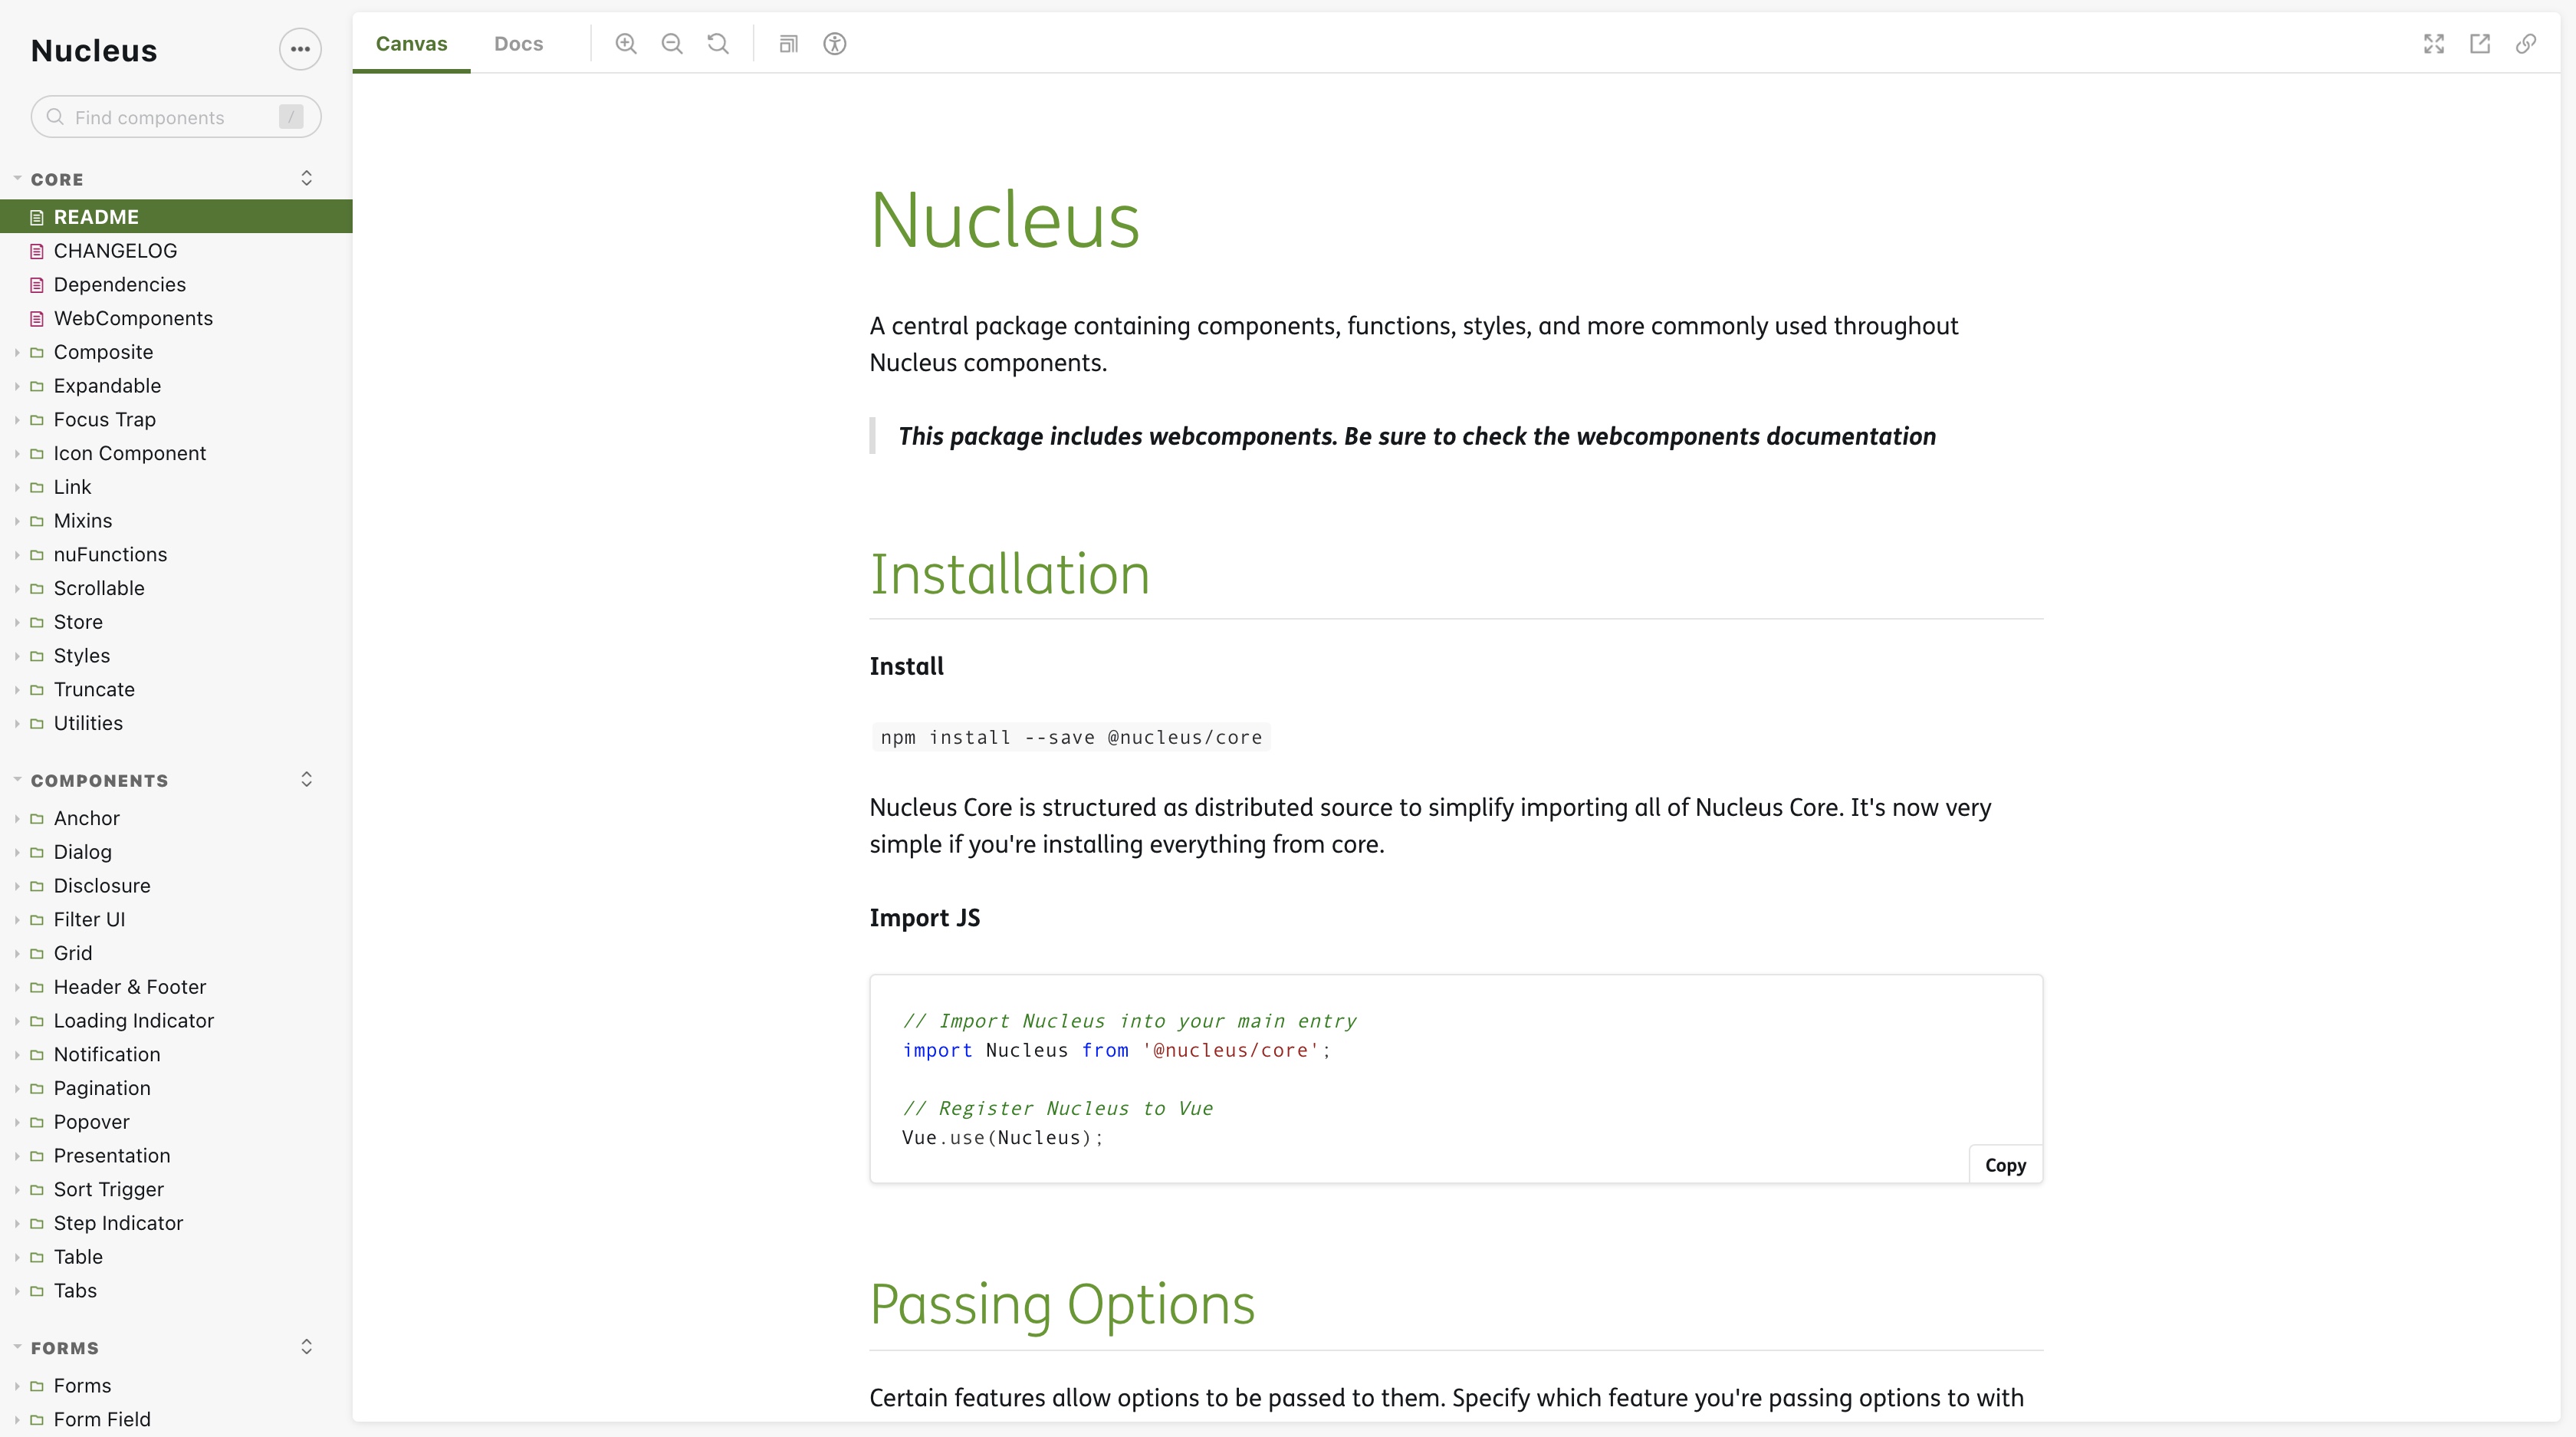 Nucleus
Find components /
CORE
README
CHANGELOG
Dependencies
WebComponents
Composite
Expandable
Focus Trap
Icon Component
Link
Mixins
nuFunctions
Scrollable
Store
Styles
Truncate
Utilities
COMPONENTS
Anchor
Dialog
Disclosure
Filter UI
Grid
Header & Footer
Loading Indicator
Notification
Pagination
Popover
Presentation
Sort Trigger
Step Indicator
Table
Tabs
FORMS
Forms
Form Field
Canvas Docs
Nucleus
A central package containing components, functions, styles, and more commonly used throughout
Nucleus components.
This package includes webcomponents. Be sure to check the webcomponents documentation
Installation
Install
npm install --save @nucleus/core
Nucleus Core is structured as distributed source to simplify importing all of Nucleus Core. It's now very
simple if you're installing everything from core.
Import JS
// Import Nucleus into your main entry
import Nucleus from '@nucleus/core';
// Register Nucleus to Vue
Vue.use(Nucleus);
Copy
Passing Options
Certain features allow options to be passed to them. Specify which feature you're passing options to with